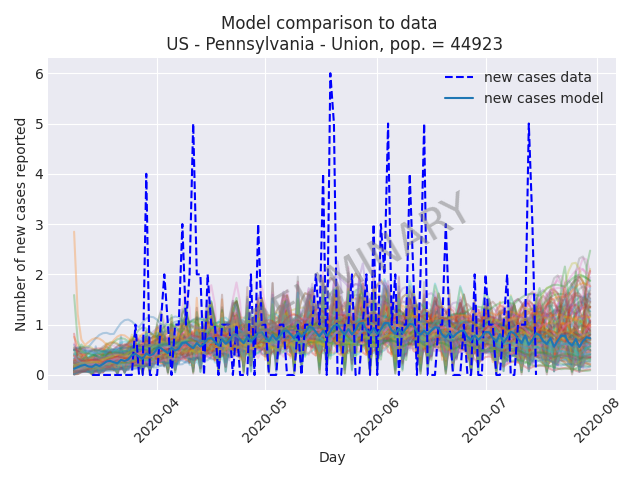 Model comparison to data
US - Pennsylvania - Union, pop. = 44923
Number of new cases reported
6
5
4
3
2
1
0
new cases data
new cases model
2020-04
2020-05
2020-06
2020-07
2020-08
Day